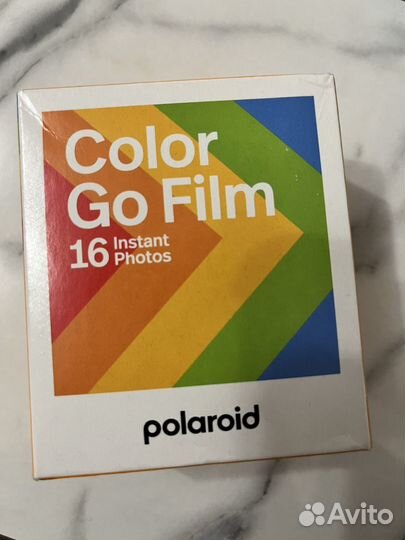 Color
Go Film
16 Instant
Photos
polaroid
Avito